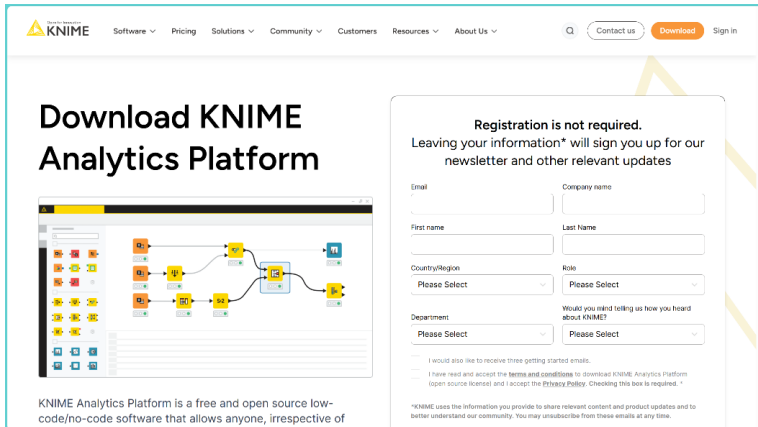 Open for Innovation
KNIME
Software
Pricing
Solutions
Community
Customers
Resources
About Us
Contact us
Download
Sign in
Download KNIME
Analytics Platform
Registration is not required.
Leaving your information* will sign you up for our
newsletter and other relevant updates
Email
Company name
First name
Last Name
Country/Region
Role
Please Select
Please Select
Department
Would you mind telling us how you heard
about KNIME?
Please Select
Please Select
I would also like to receive three getting started emails.
I have read and accept the terms and conditions to download KNIME Analytics Platform
(open source license) and I accept the Privacy Policy. Checking this box is required. *
*KNIME uses the information you provide to share relevant content and product updates and to
better understand our community. You may unsubscribe from these emails at any time.
KNIME Analytics Platform is a free and open source low-
code/no-code software that allows anyone, irrespective of